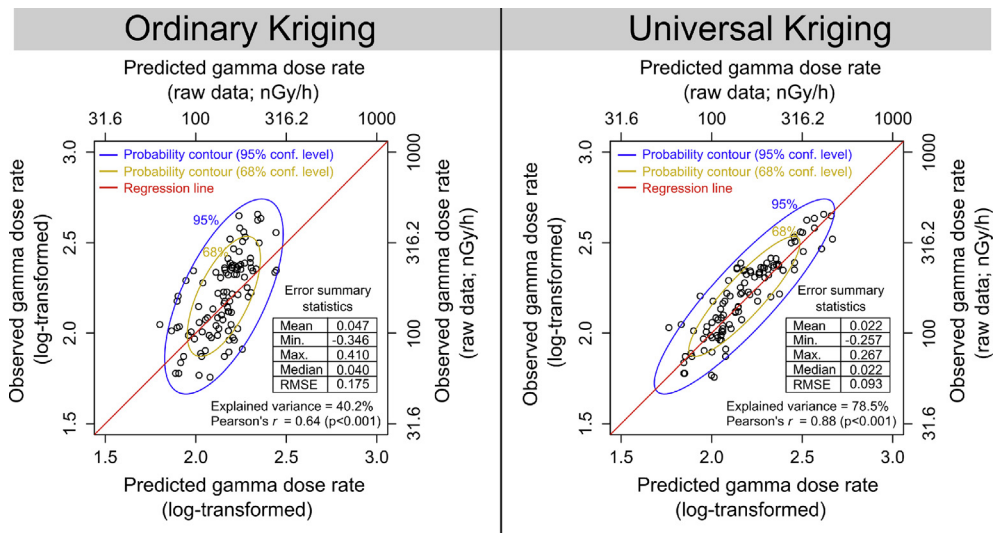 Ordinary Kriging
Predicted gamma dose rate
(raw data; nGy/h)
31.6 100 316.2 1000
Probability contour (95% conf. level)
Probability contour (68% conf. level)
Regression line
95%
68%
Observed gamma dose rate
(log-transformed)
3.0
2.5
2.0
1.5
Observed gamma dose rate
(raw data; nGy/h)
1000
316.2
100
31.6
Error summary
statistics
Mean 0.047
Min. -0.346
Max. 0.410
Median 0.040
RMSE 0.175
Explained variance = 40.2%
Pearson's r = 0.64 (p<0.001)
1.5 2.0 2.5 3.0
Predicted gamma dose rate
(log-transformed)
Universal Kriging
Predicted gamma dose rate
(raw data; nGy/h)
31.6 100 316.2 1000
Probability contour (95% conf. level)
Probability contour (68% conf. level)
Regression line
95%
68%
Observed gamma dose rate
(log-transformed)
3.0
2.5
2.0
1.5
Observed gamma dose rate
(raw data; nGy/h)
1000
316.2
100
31.6
Error summary
statistics
Mean 0.022
Min. -0.257
Max. 0.267
Median 0.022
RMSE 0.093
Explained variance = 78.5%
Pearson's r = 0.88 (p<0.001)
1.5 2.0 2.5 3.0
Predicted gamma dose rate
(log-transformed)